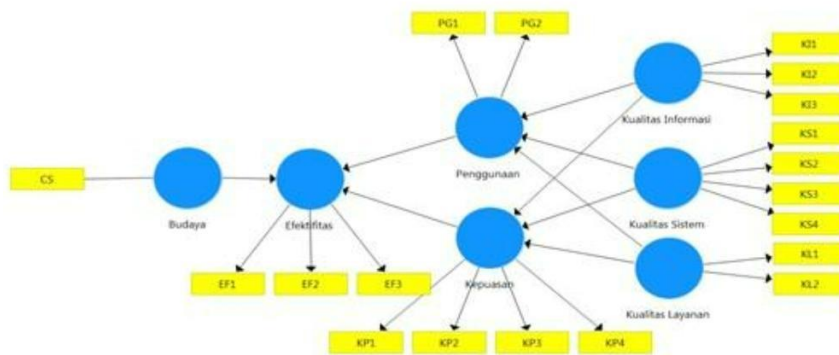 PG1 PG2
KI1
KI2
KI3
Kualitas Informasi
KS1
KS2
KS3
KS4
Penggunaan
Kualitas Sistem
CS
Budaya
Efektifitas
KL1
KL2
EF1 EF2 EF3
Kepuasan
Kualitas Layanan
KP1 KP2 KP3 KP4